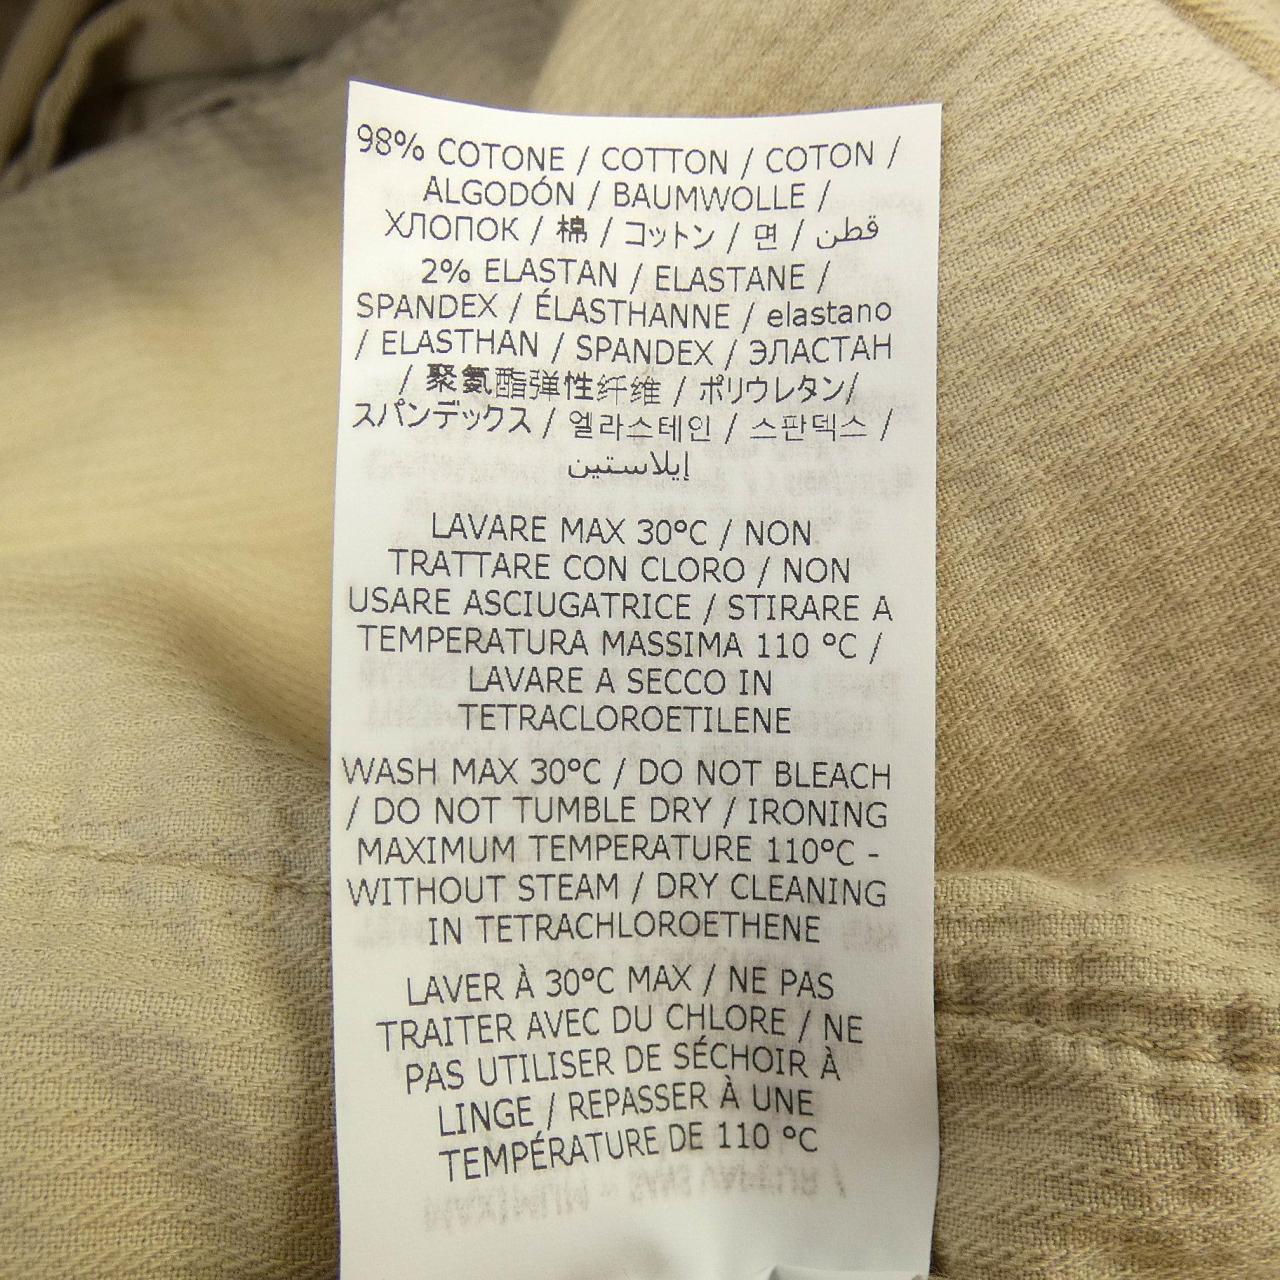 98% COTONE / COTTON / COTON /
ALGODÓN / BAUMWOLLE /
ХЛОПОК / 棉 / コットン / 면 / قطن
2% ELASTAN / ELASTANE /
SPANDEX / ÉLASTHANNE / elastano
/ ELASTHAN / SPANDEX / ЭЛАСТАН
/ 聚氨酯弹性纤维 / ポリウレタン/
スパンデックス / 엘라스테인 / 스판덱스 /
إيلاستين
LAVARE MAX 30°C / NON
TRATTARE CON CLORO / NON
USARE ASCIUGATRICE / STIRARE A
TEMPERATURA MASSIMA 110 °C /
LAVARE A SECCO IN
TETRACLOROETILENE
WASH MAX 30°C / DO NOT BLEACH
/ DO NOT TUMBLE DRY / IRONING
MAXIMUM TEMPERATURE 110°C -
WITHOUT STEAM / DRY CLEANING
IN TETRACHLOROETHENE
LAVER À 30°C MAX / NE PAS
TRAITER AVEC DU CHLORE / NE
PAS UTILISER DE SÉCHOIR À
LINGE / REPASSER À UNE
TEMPÉRATURE DE 110 °C